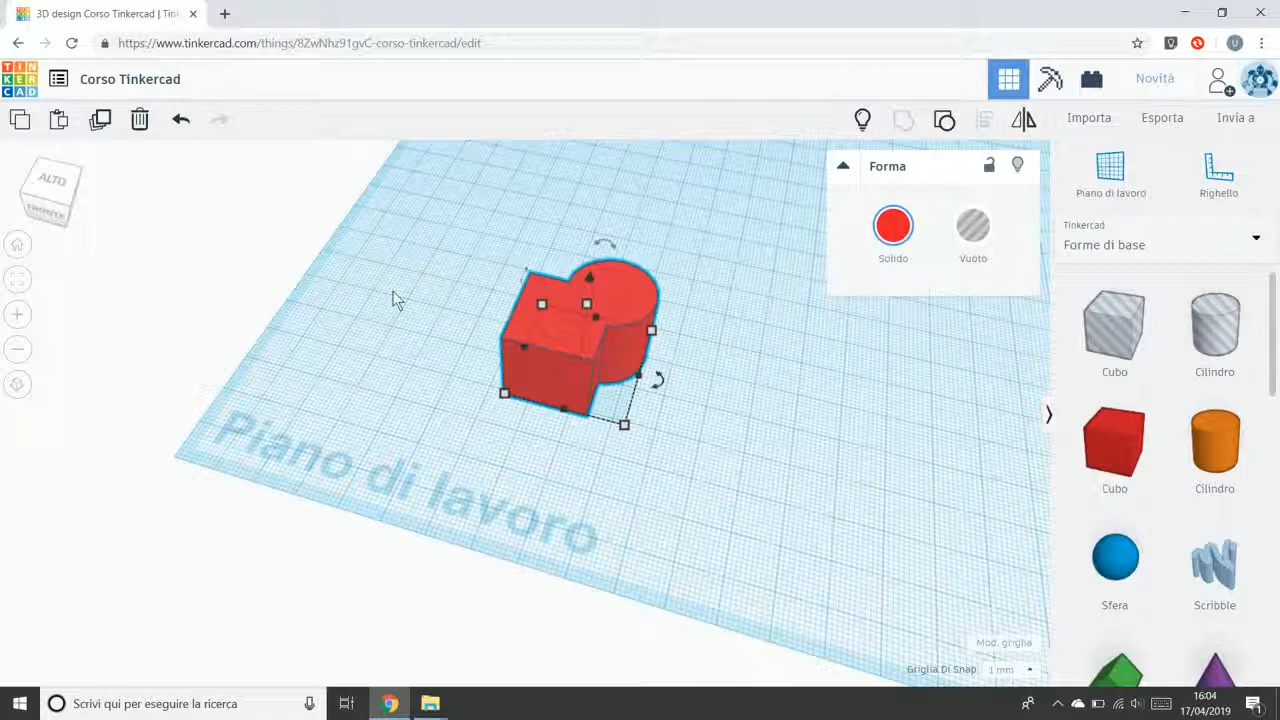 3D design Corso Tinkercad | Tin
https://www.tinkercad.com/things/8ZwNhz91gvC-corso-tinkercad/edit
U
TIN
KER
CAD
Corso Tinkercad
Novità
Importa
Esporta
Invia a
ALTO
FRONTE
Forma
Solido
Vuoto
Piano di lavoro
Righello
Tinkercad
Forme di base
Cubo
Cilindro
Cubo
Cilindro
Sfera
Scribble
Piano di lavoro
Mod. griglia
Griglia Di Snap
1 mm
Scrivi qui per eseguire la ricerca
16:04
17/04/2019
1